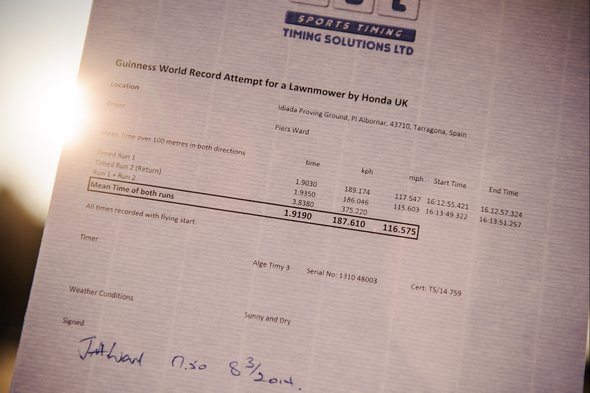 SPORTS TIMING
TIMING SOLUTIONS LTD
Guinness World Record Attempt for a Lawnmower by Honda UK
Location Idiada Proving Ground, Pl Albornar, 43710, Tarragona, Spain
Driver Piers Ward
Mean Time over 100 metres in both directions
time kph mph Start Time End Time
Timed Run 1 1.9030 189.174 117.547 16:12:55.421 16:12:57.324
Timed Run 2 (Return) 1.9350 186.046 115.603 16:13:49.322 16:13:51.257
Run 1 + Run 2 3.8380 375.220
Mean Time of both runs 1.9190 187.610 116.575
All times recorded with flying start.
Timer Alge Timy 3 Serial No: 1310 48003 Cert: TS/14 759
Weather Conditions Sunny and Dry
Signed
8 3/2014.